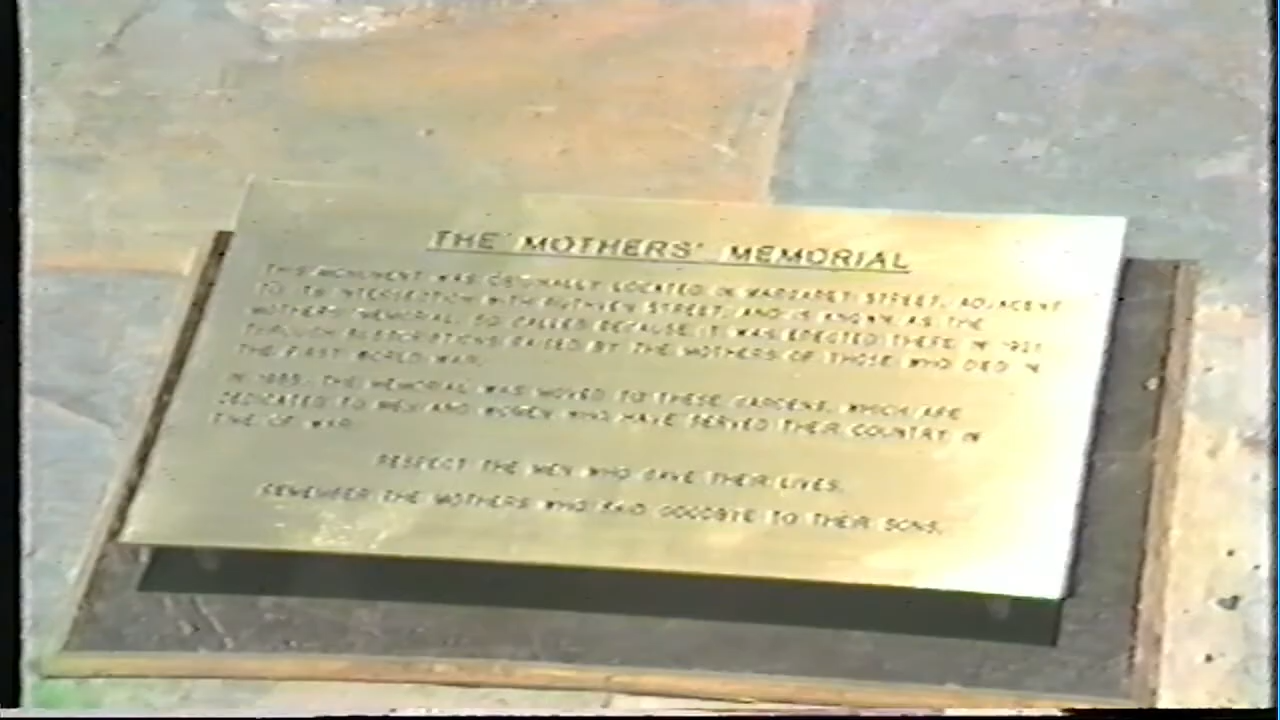 THE MOTHERS' MEMORIAL
THIS MONUMENT WAS ORIGINALLY LOCATED IN MARGARET STREET, ADJACENT
TO ITS INTERSECTION WITH RUTHVEN STREET, AND IS KNOWN AS THE
MOTHERS' MEMORIAL, SO CALLED BECAUSE IT WAS ERECTED THERE IN
THROUGH SUBSCRIPTIONS RAISED BY THE MOTHERS OF THOSE WHO DIED IN
THE FIRST WORLD WAR.
IN 1985, THE MEMORIAL WAS MOVED TO THESE GARDENS, WHICH ARE
DEDICATED TO MEN AND WOMEN WHO HAVE SERVED THEIR COUNTRY IN
TIME OF WAR.
RESPECT THE MEN WHO GAVE THEIR LIVES.
REMEMBER THE MOTHERS WHO SAID GOODBYE TO THEIR SONS.